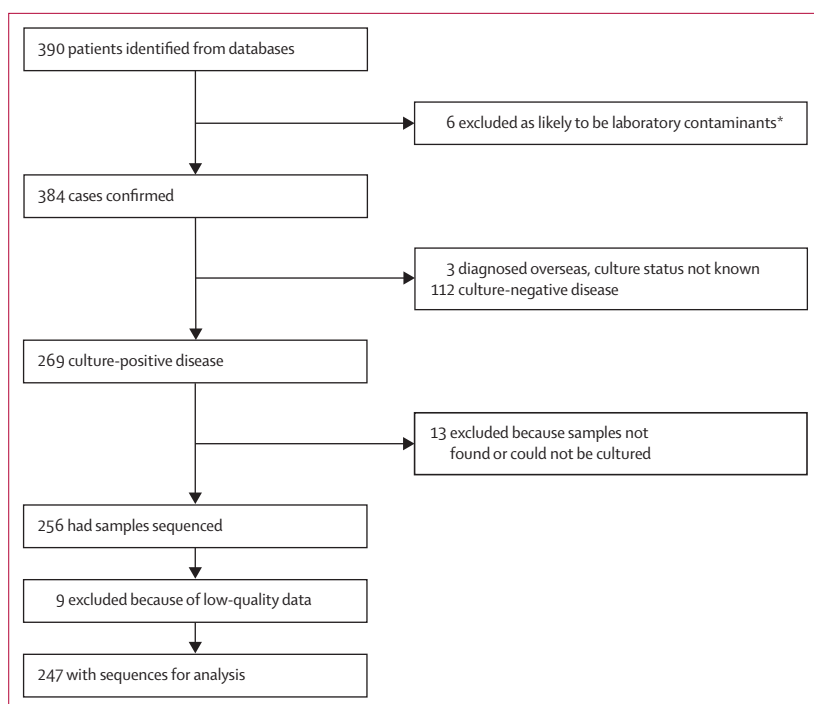 390 patients identified from databases
6 excluded as likely to be laboratory contaminants*
384 cases confirmed
3 diagnosed overseas, culture status not known
112 culture-negative disease
269 culture-positive disease
13 excluded because samples not
found or could not be cultured
256 had samples sequenced
9 excluded because of low-quality data
247 with sequences for analysis